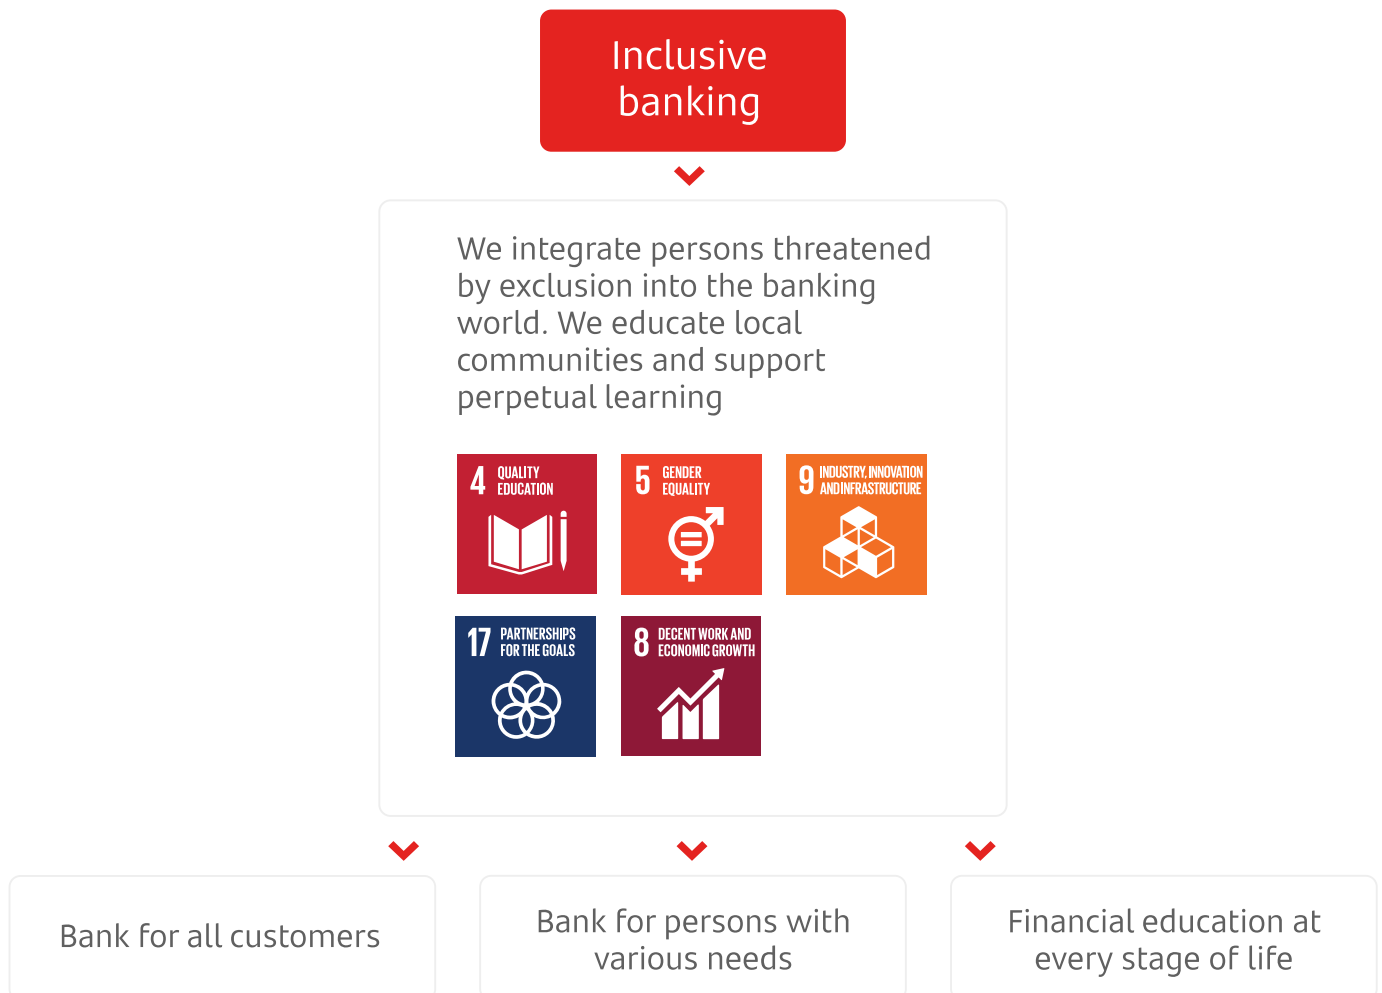 Inclusive
banking
We integrate persons threatened
by exclusion into the banking
world. We educate local
communities and support
perpetual learning
4 QUALITY
EDUCATION
5 GENDER
EQUALITY
9 INDUSTRY, INNOVATION
AND INFRASTRUCTURE
17 PARTNERSHIPS
FOR THE GOALS
8 DECENT WORK AND
ECONOMIC GROWTH
Bank for all customers
Bank for persons with
various needs
Financial education at
every stage of life